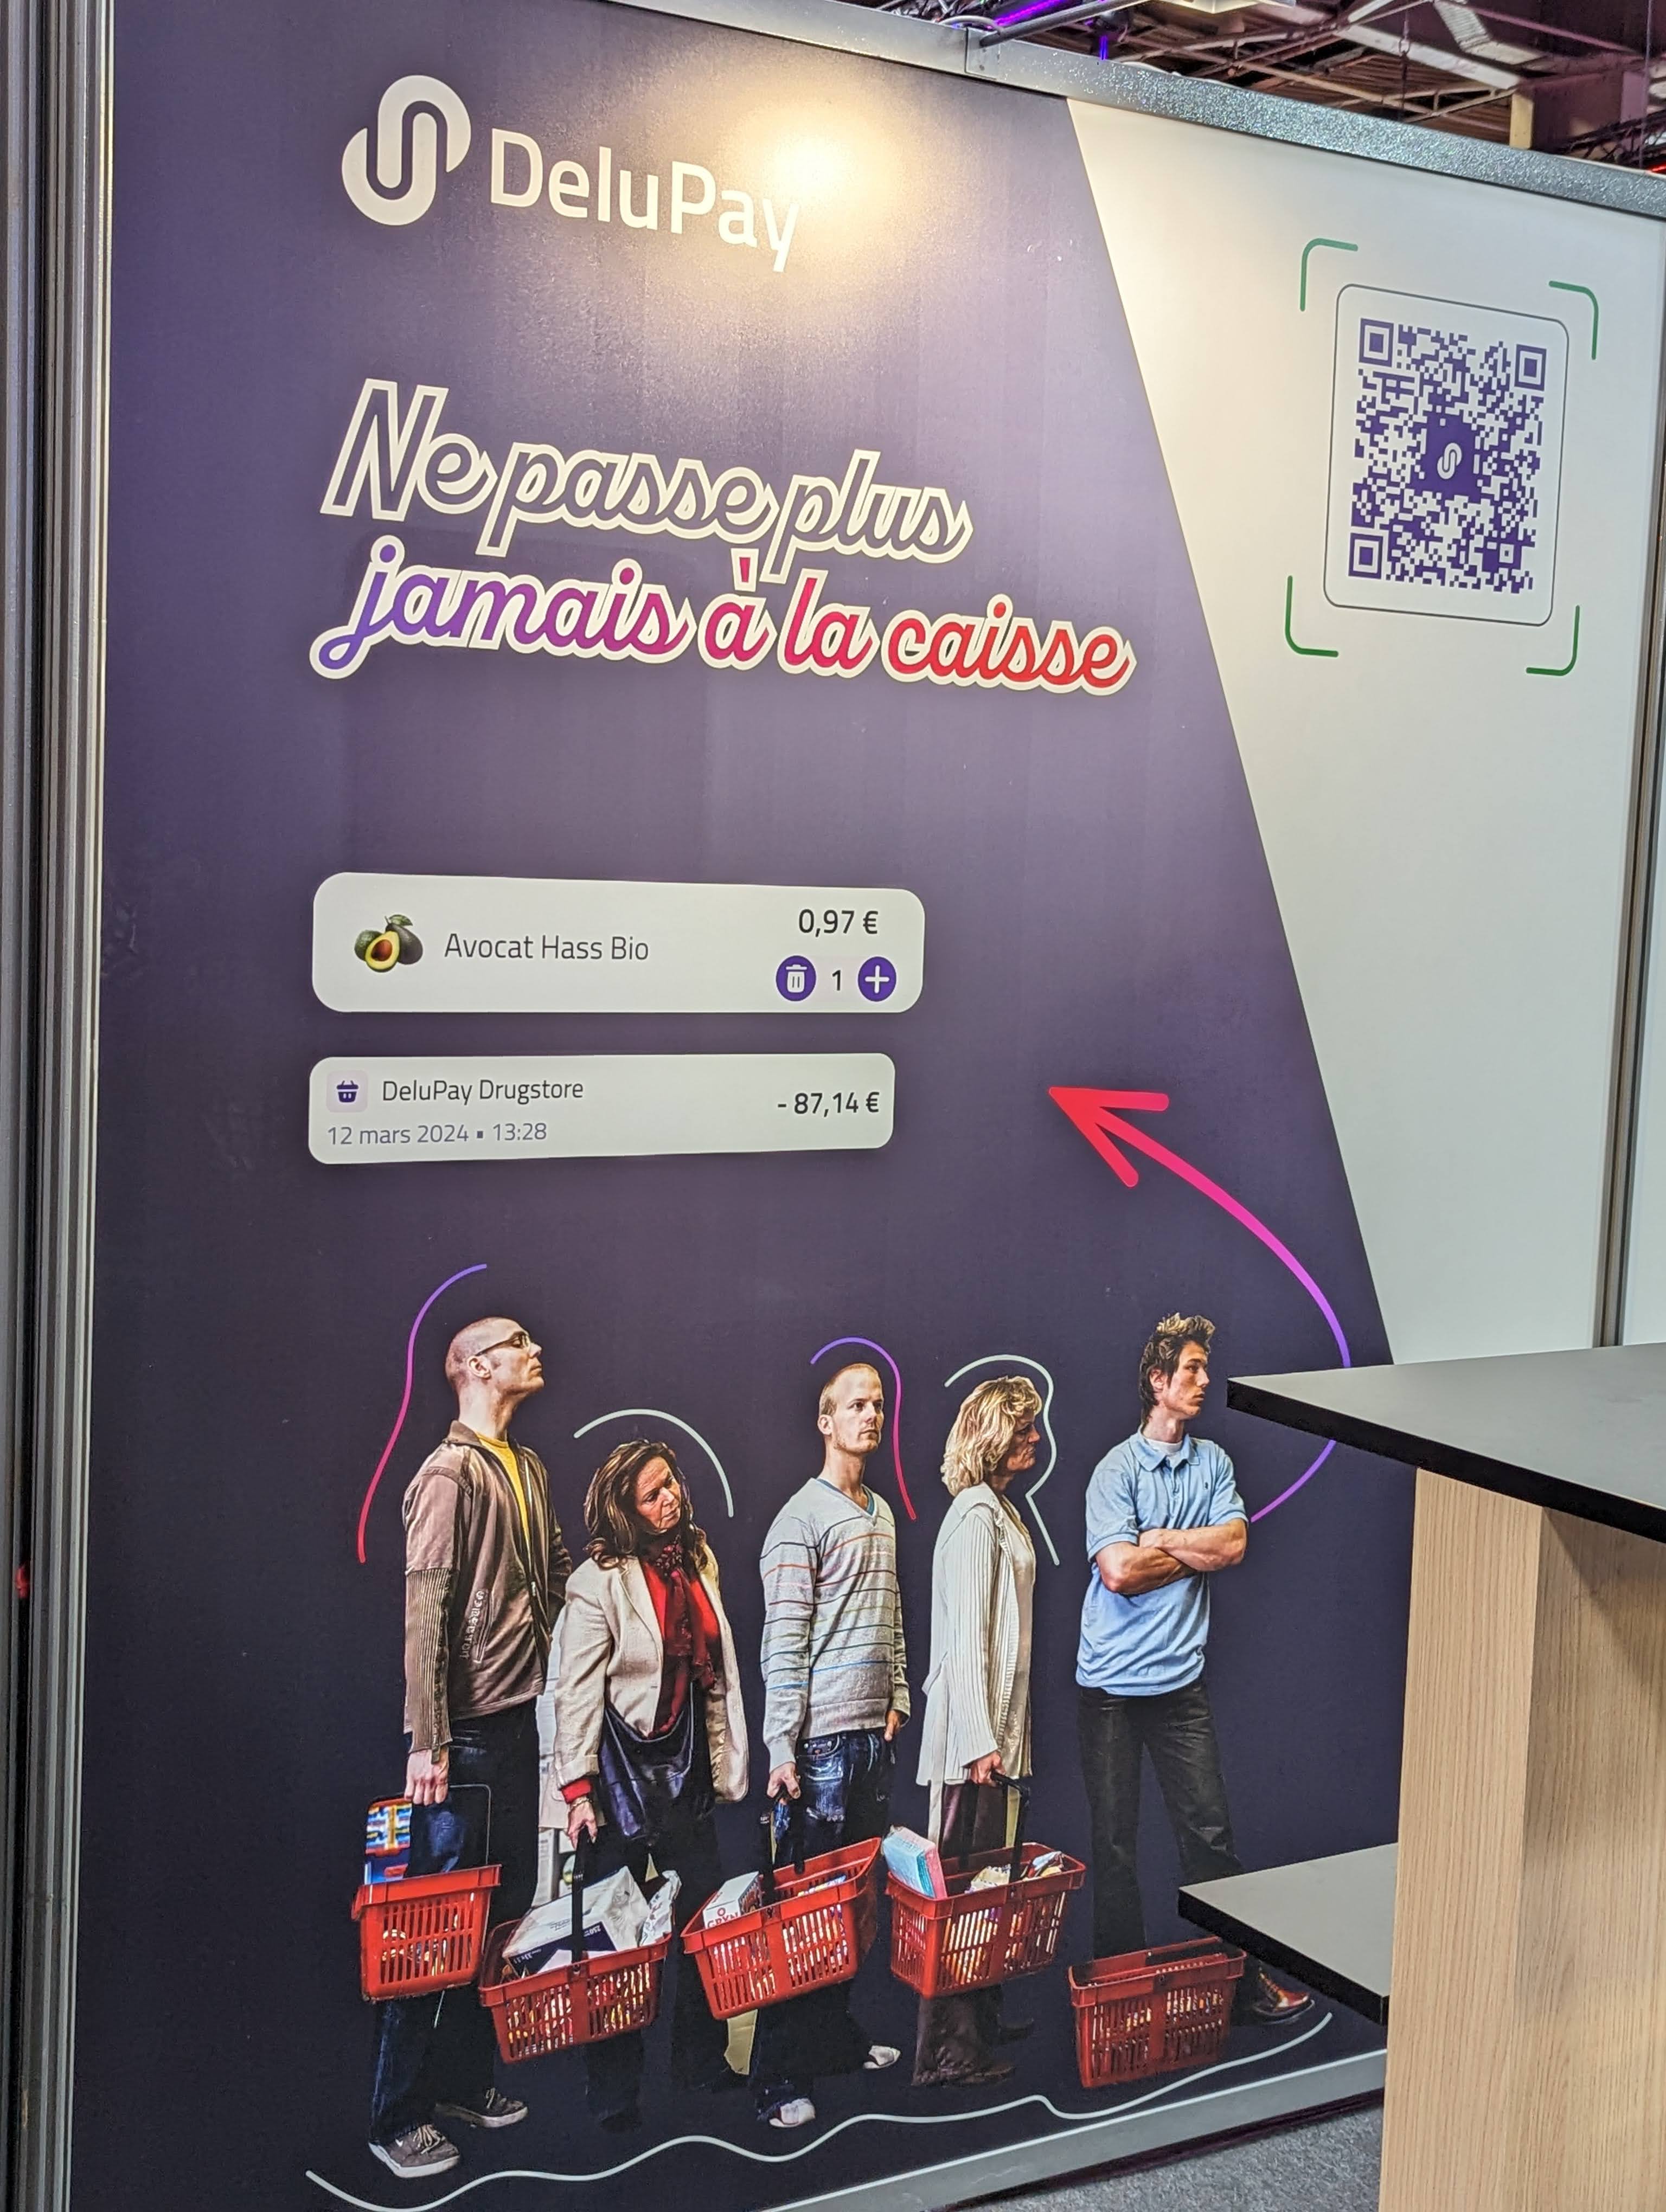 DeluPay
Ne passe plus
jamais à la caisse
Avocat Hass Bio
0,97 €
1
DeluPay Drugstore
- 87,14 €
12 mars 2024 ▪ 13:28